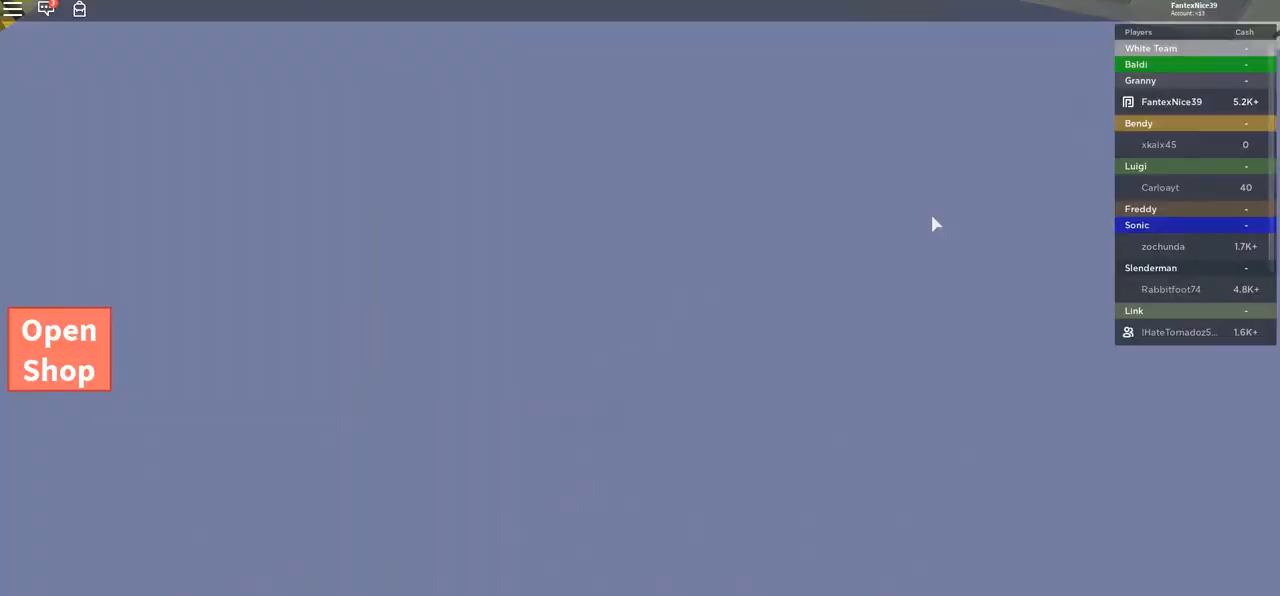 3
FantexNice39
Account: <13
Players Cash
White Team -
Baldi -
Granny -
FantexNice39 5.2K+
Bendy -
xkaix45 0
Luigi -
Carloayt 40
Freddy -
Sonic -
zochunda 1.7K+
Slenderman -
Rabbitfoot74 4.8K+
Link -
IHateTornadoz5... 1.6K+
Open
Shop